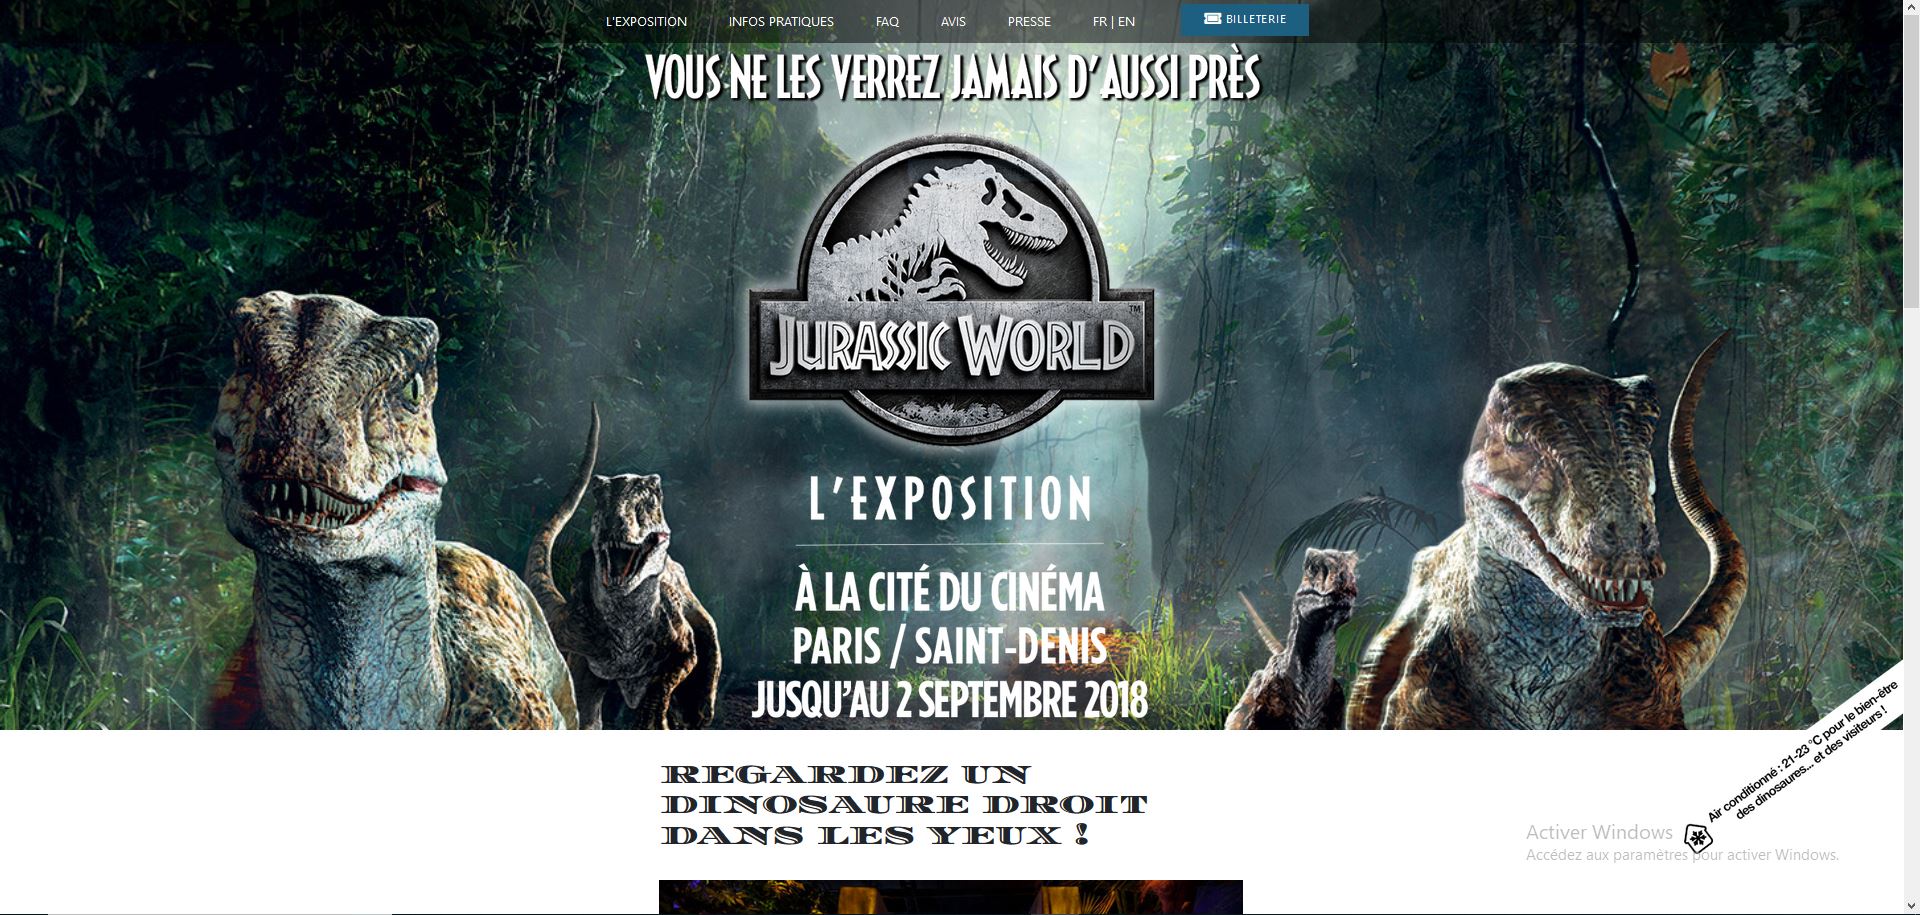 L'EXPOSITION INFOS PRATIQUES FAQ AVIS PRESSE FR | EN BILLETERIE
VOUS NE LES VERREZ JAMAIS D'AUSSI PRÈS
JURASSIC WORLD™
L'EXPOSITION
À LA CITÉ DU CINÉMA
PARIS / SAINT-DENIS
JUSQU'AU 2 SEPTEMBRE 2018
Air conditionné : 21-23 °C pour le bien-être
des dinosaures... et des visiteurs !
REGARDEZ UN
DINOSAURE DROIT
DANS LES YEUX !
Activer Windows
Accédez aux paramètres pour activer Windows.